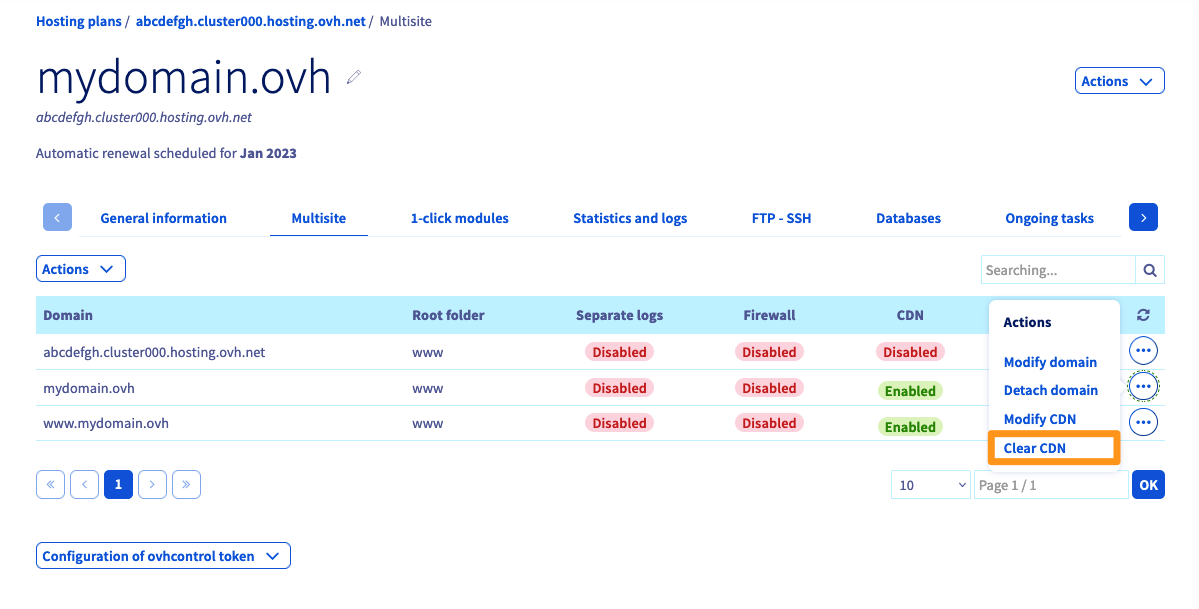 Hosting plans / abcdefgh.cluster000.hosting.ovh.net / Multisite
mydomain.ovh
Actions
abcdefgh.cluster000.hosting.ovh.net
Automatic renewal scheduled for Jan 2023
General information Multisite 1-click modules Statistics and logs FTP - SSH Databases Ongoing tasks
Actions
Searching...
Domain Root folder Separate logs Firewall CDN
abcdefgh.cluster000.hosting.ovh.net www Disabled Disabled Disabled
mydomain.ovh www Disabled Disabled Enabled
www.mydomain.ovh www Disabled Disabled Enabled
Actions
Modify domain
Detach domain
Modify CDN
Clear CDN
« ‹ 1 › » 10 Page 1 / 1 OK
Configuration of ovhcontrol token